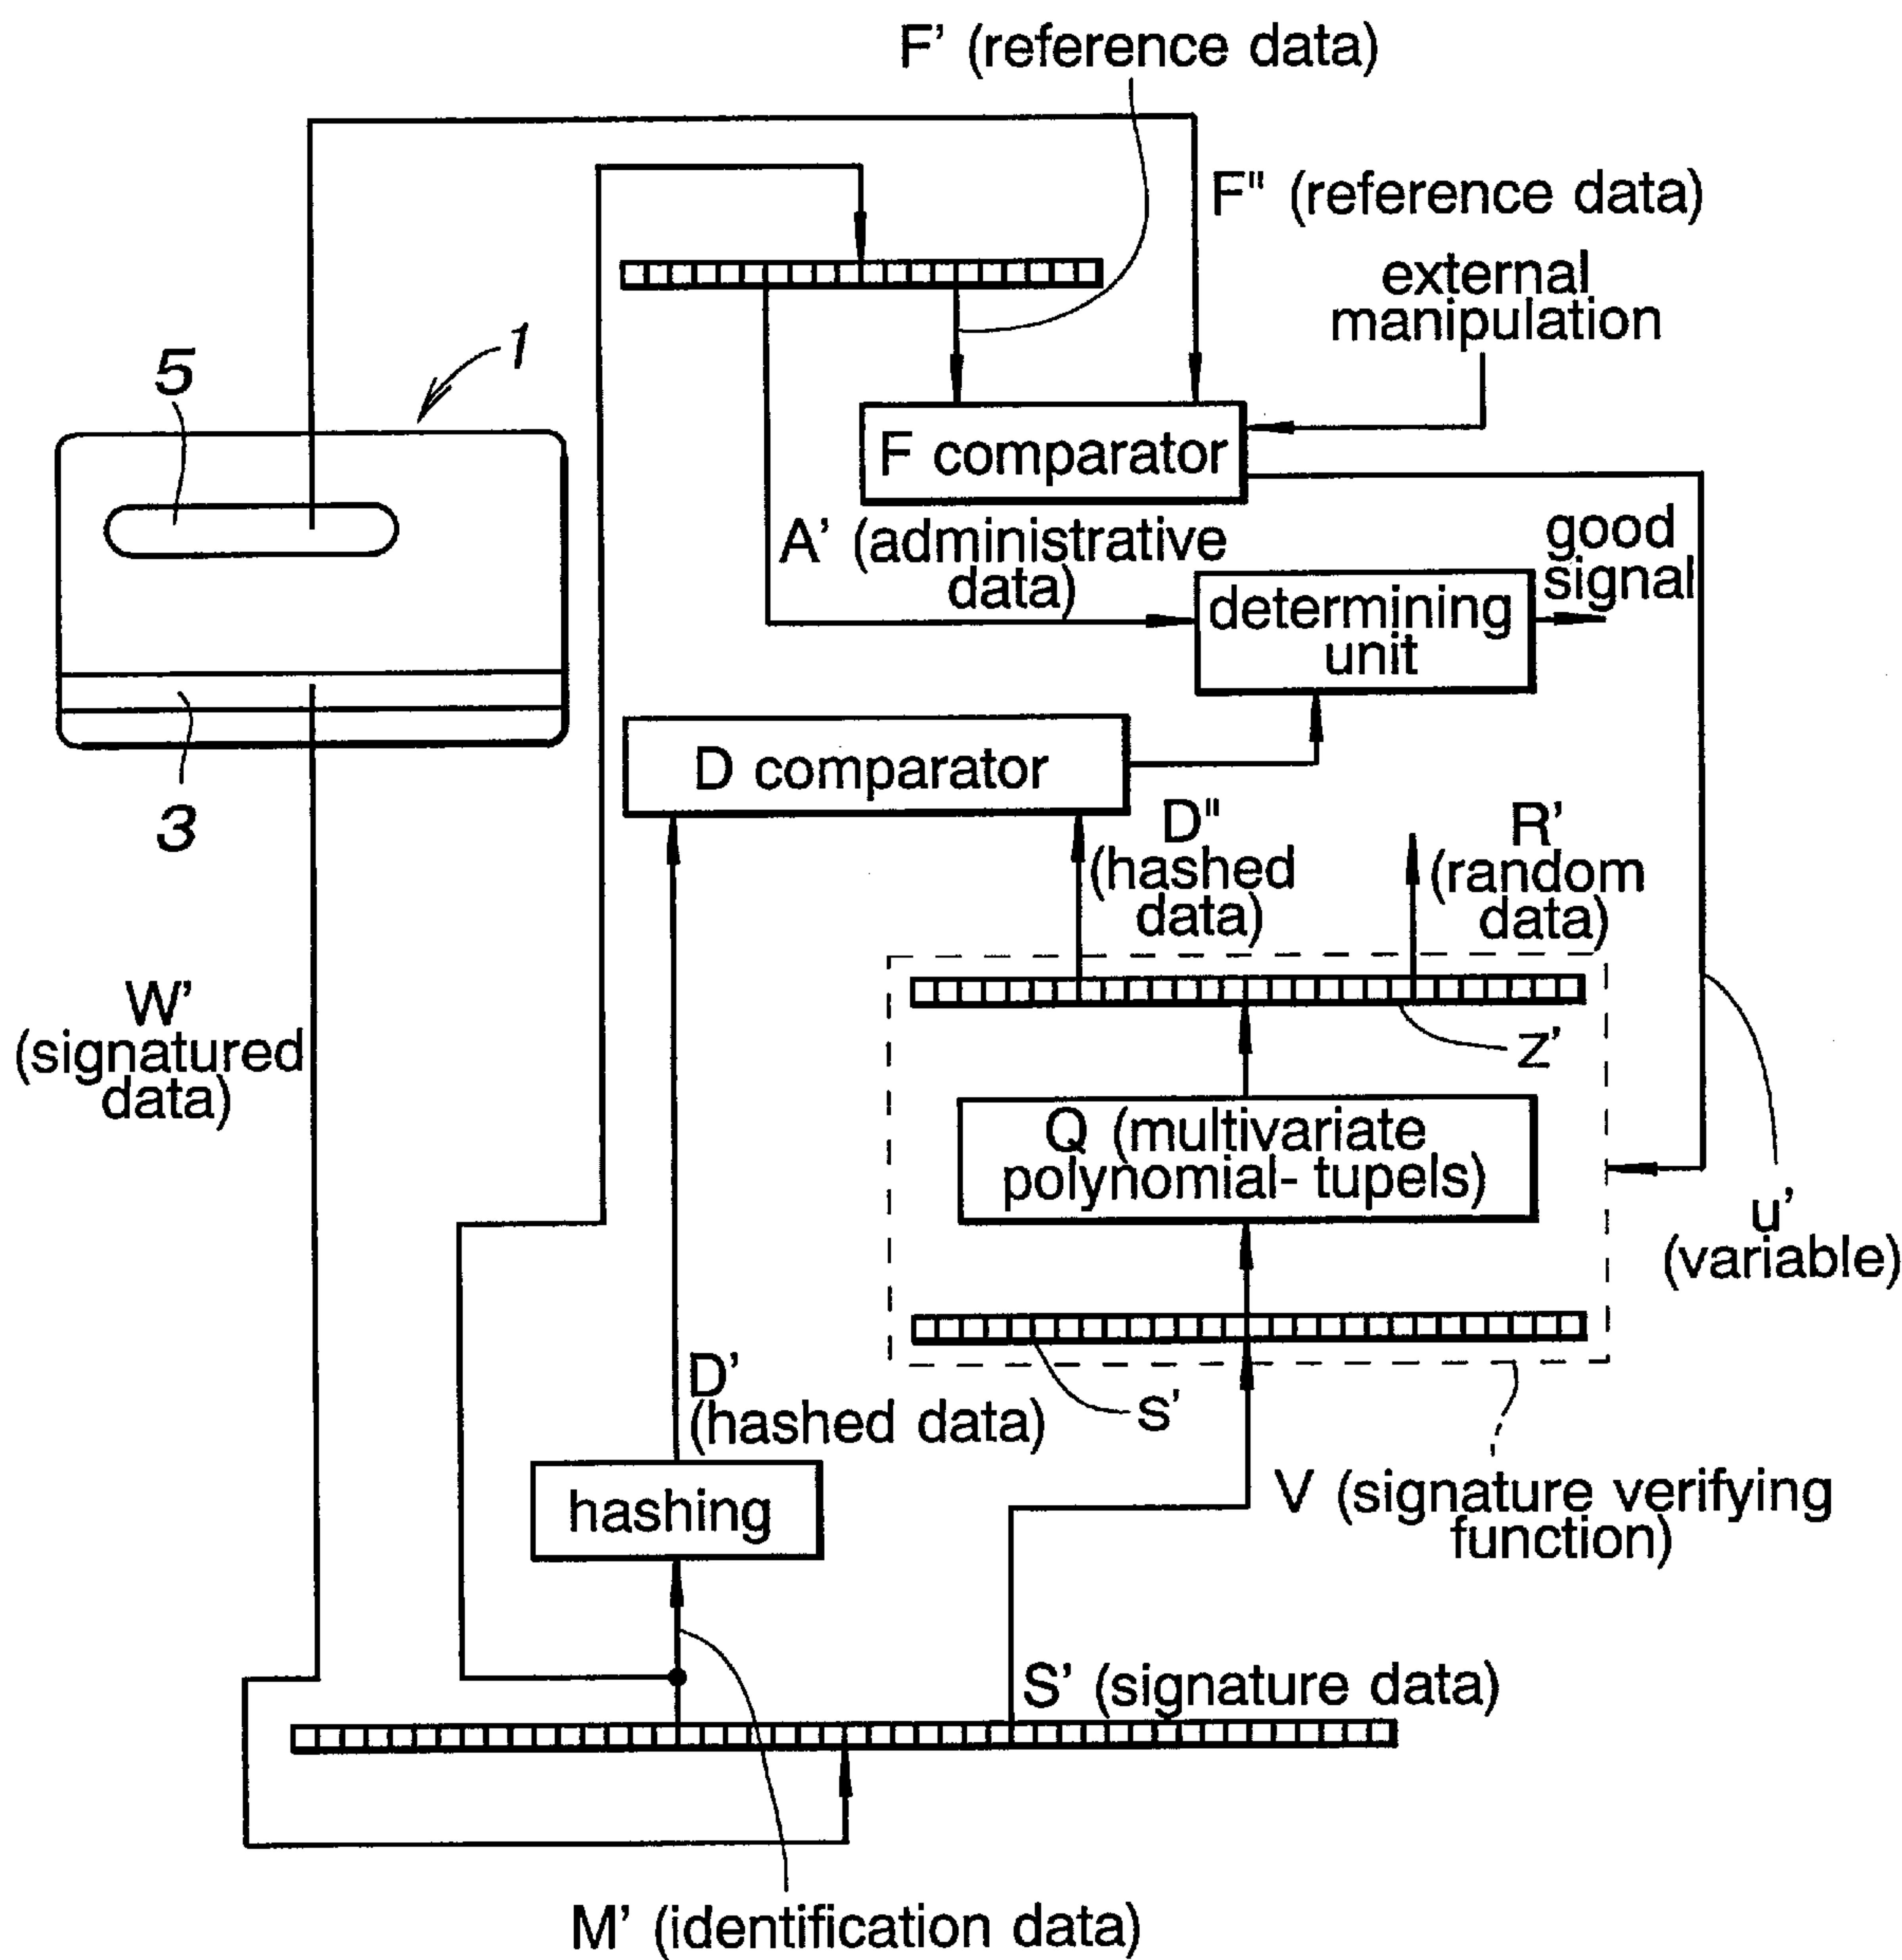 F' (reference data)
F" (reference data)
external
manipulation
1
5
F comparator
A' (administrative
data)
good
signal
determining
unit
D comparator
3
D"
(hashed
data)
R'
(random
data)
W'
(signatured
data)
z'
Q (multivariate
polynomial- tupels)
u'
(variable)
D'
(hashed data)
s'
hashing
V (signature verifying
function)
S' (signature data)
M' (identification data)